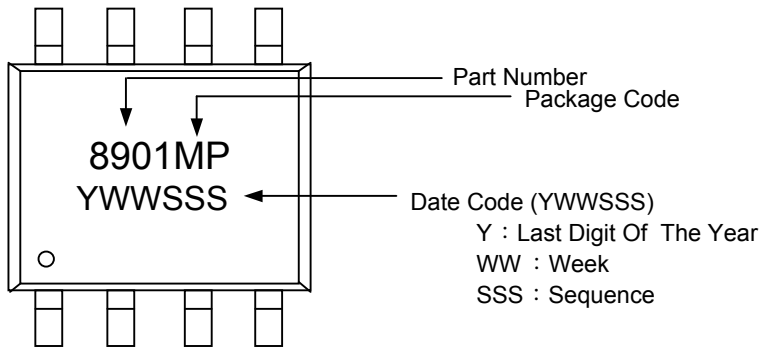 Part Number
Package Code
8901MP
YWWSSS
Date Code (YWWSSS)
Y：Last Digit Of The Year
WW：Week
SSS：Sequence